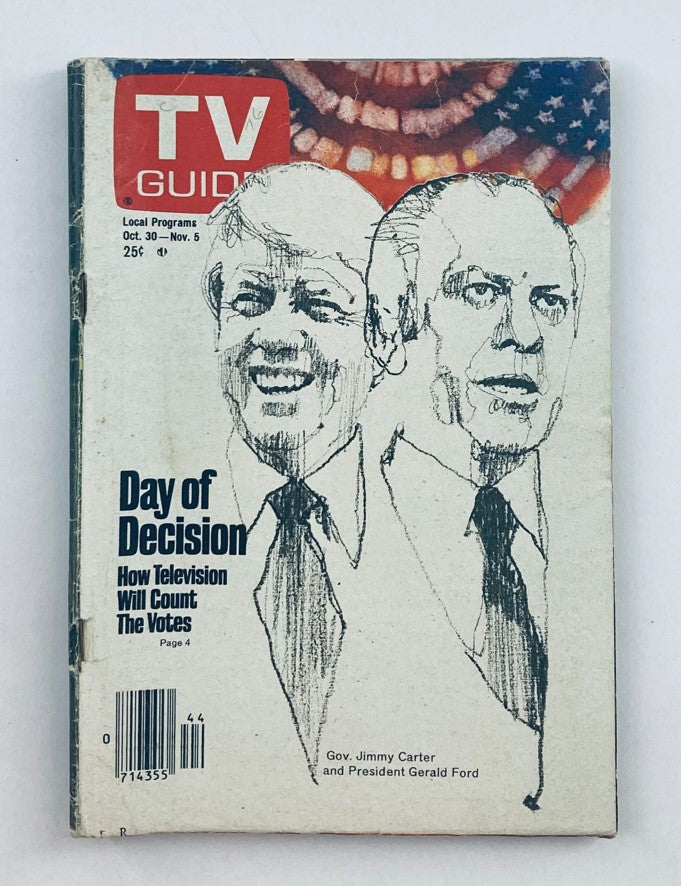 TV
GUIDE
®
Local Programs
Oct. 30—Nov. 5
25¢
Day of
Decision
How Television
Will Count
The Votes
Page 4
44
0
714355
Gov. Jimmy Carter
and President Gerald Ford